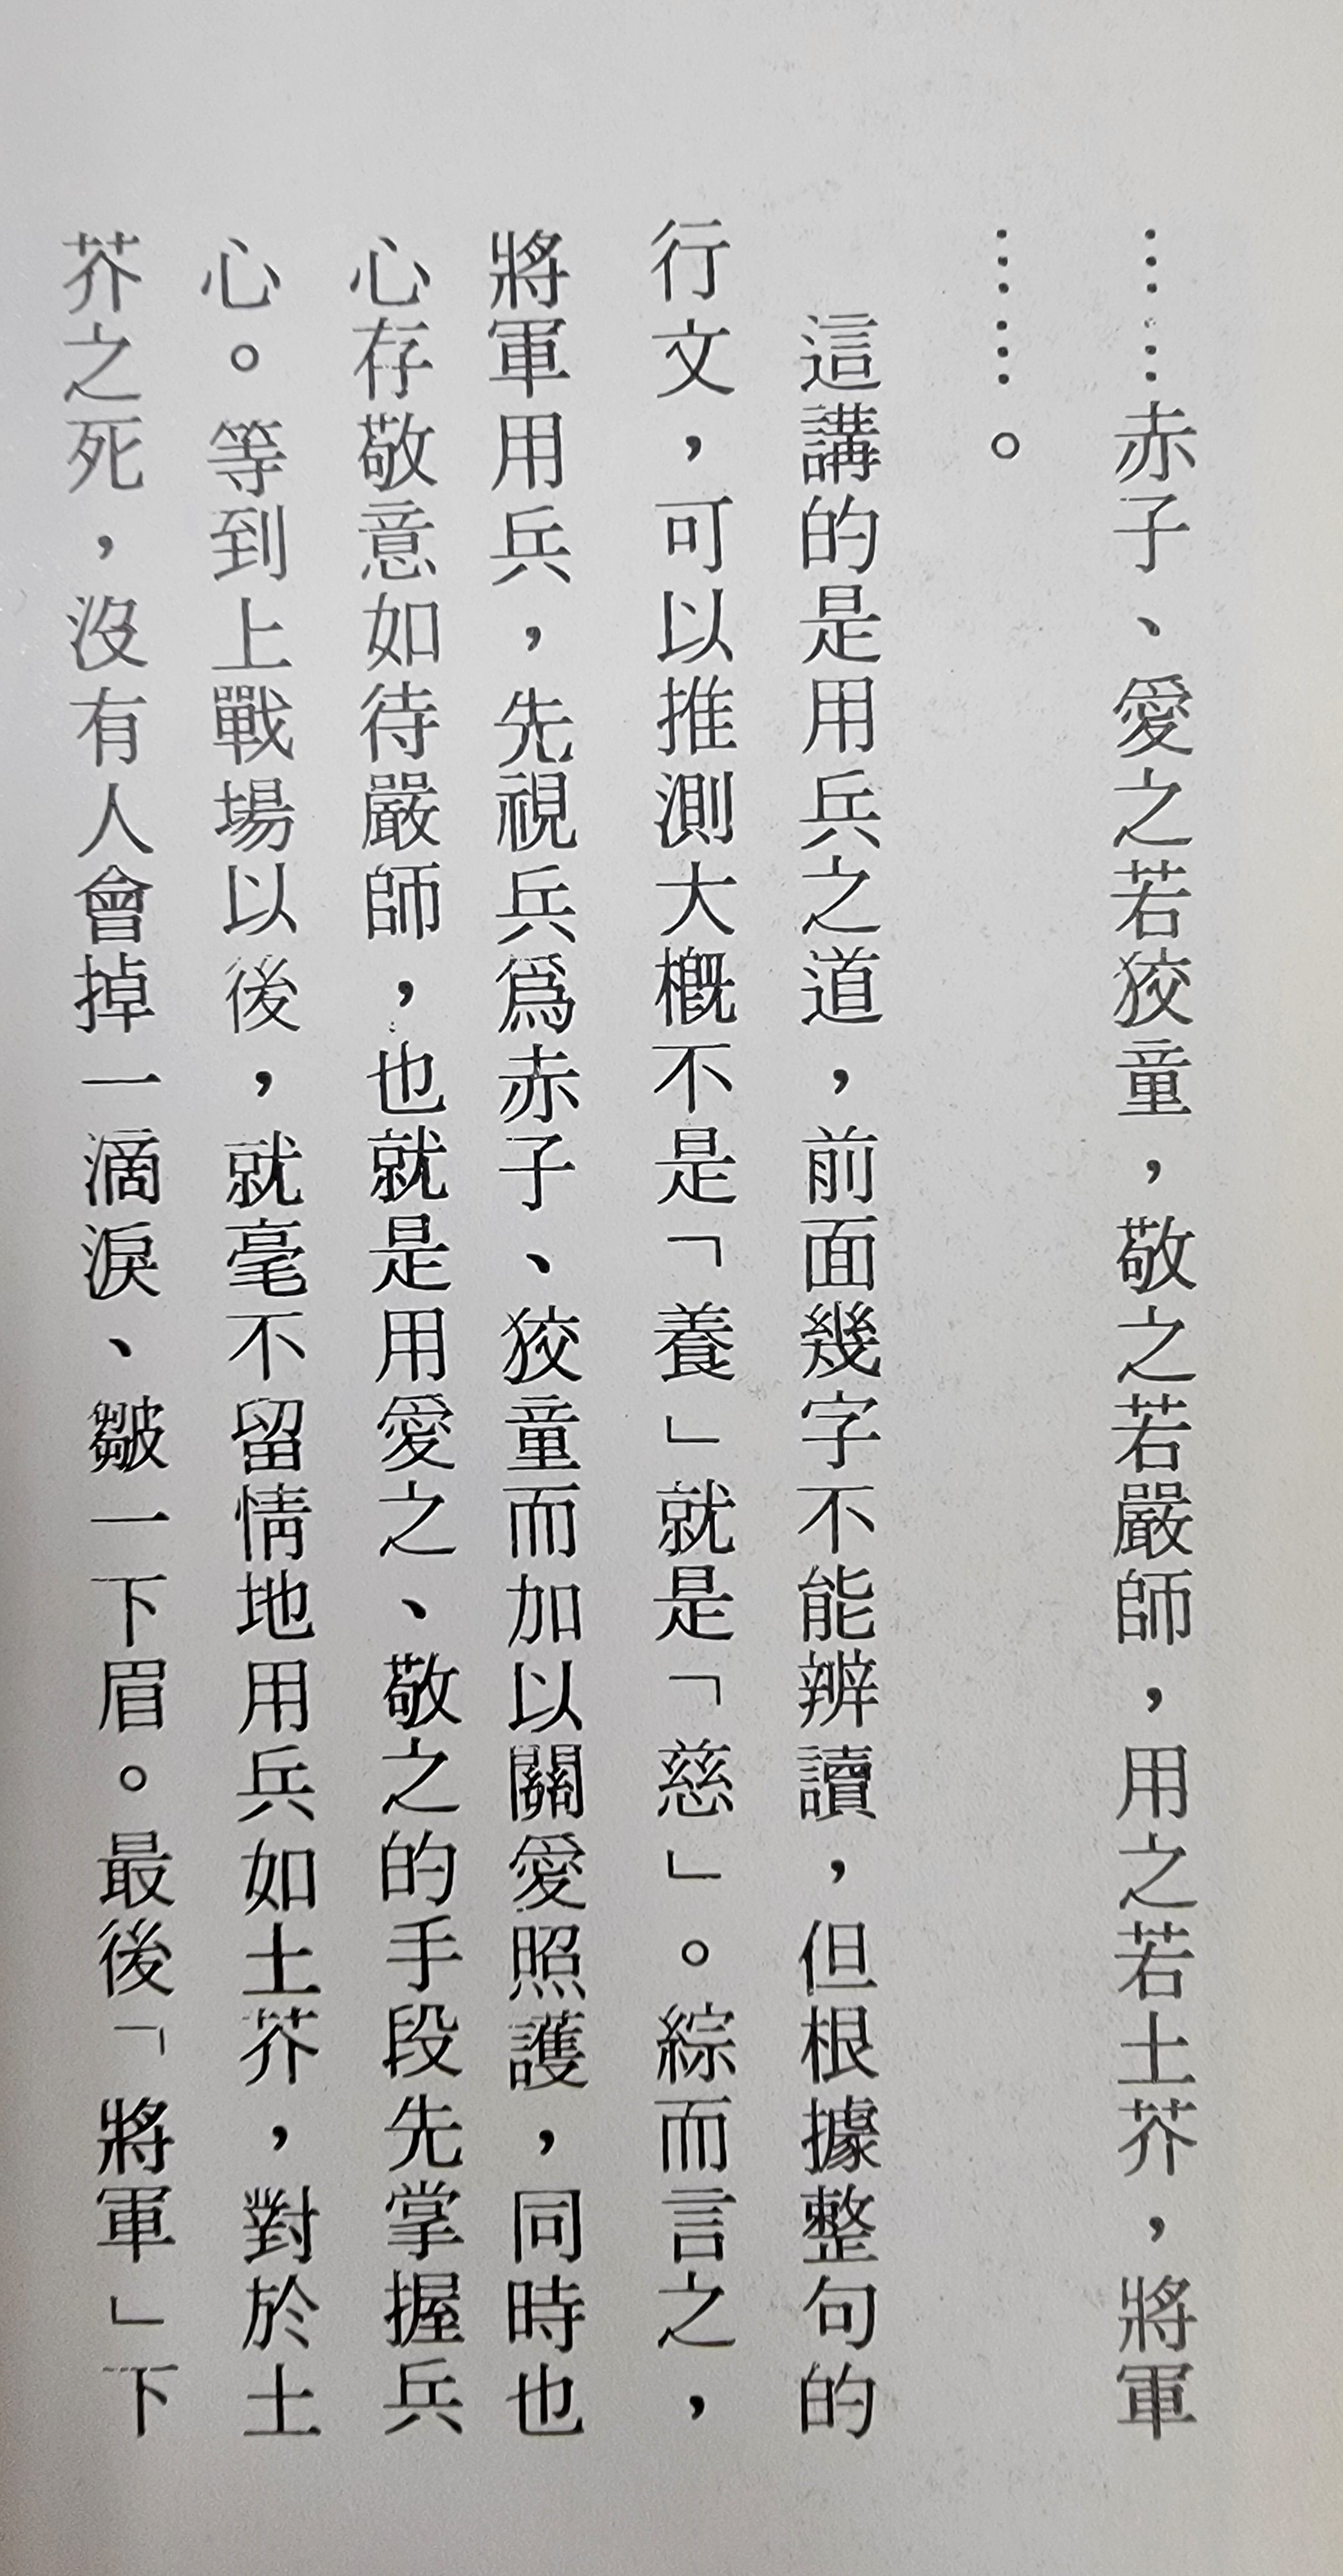 ……赤子、愛之若狡童，敬之若嚴師，用之若土芥，將軍
……。
這講的是用兵之道，前面幾字不能辨讀，但根據整句的
行文，可以推測大概不是「養」就是「慈」。綜而言之，
將軍用兵，先視兵爲赤子、狡童而加以關愛照護，同時也
心存敬意如待嚴師，也就是用愛之、敬之的手段先掌握兵
心。等到上戰場以後，就毫不留情地用兵如土芥，對於土
芥之死，沒有人會掉一滴淚、皺一下眉。最後「將軍」下